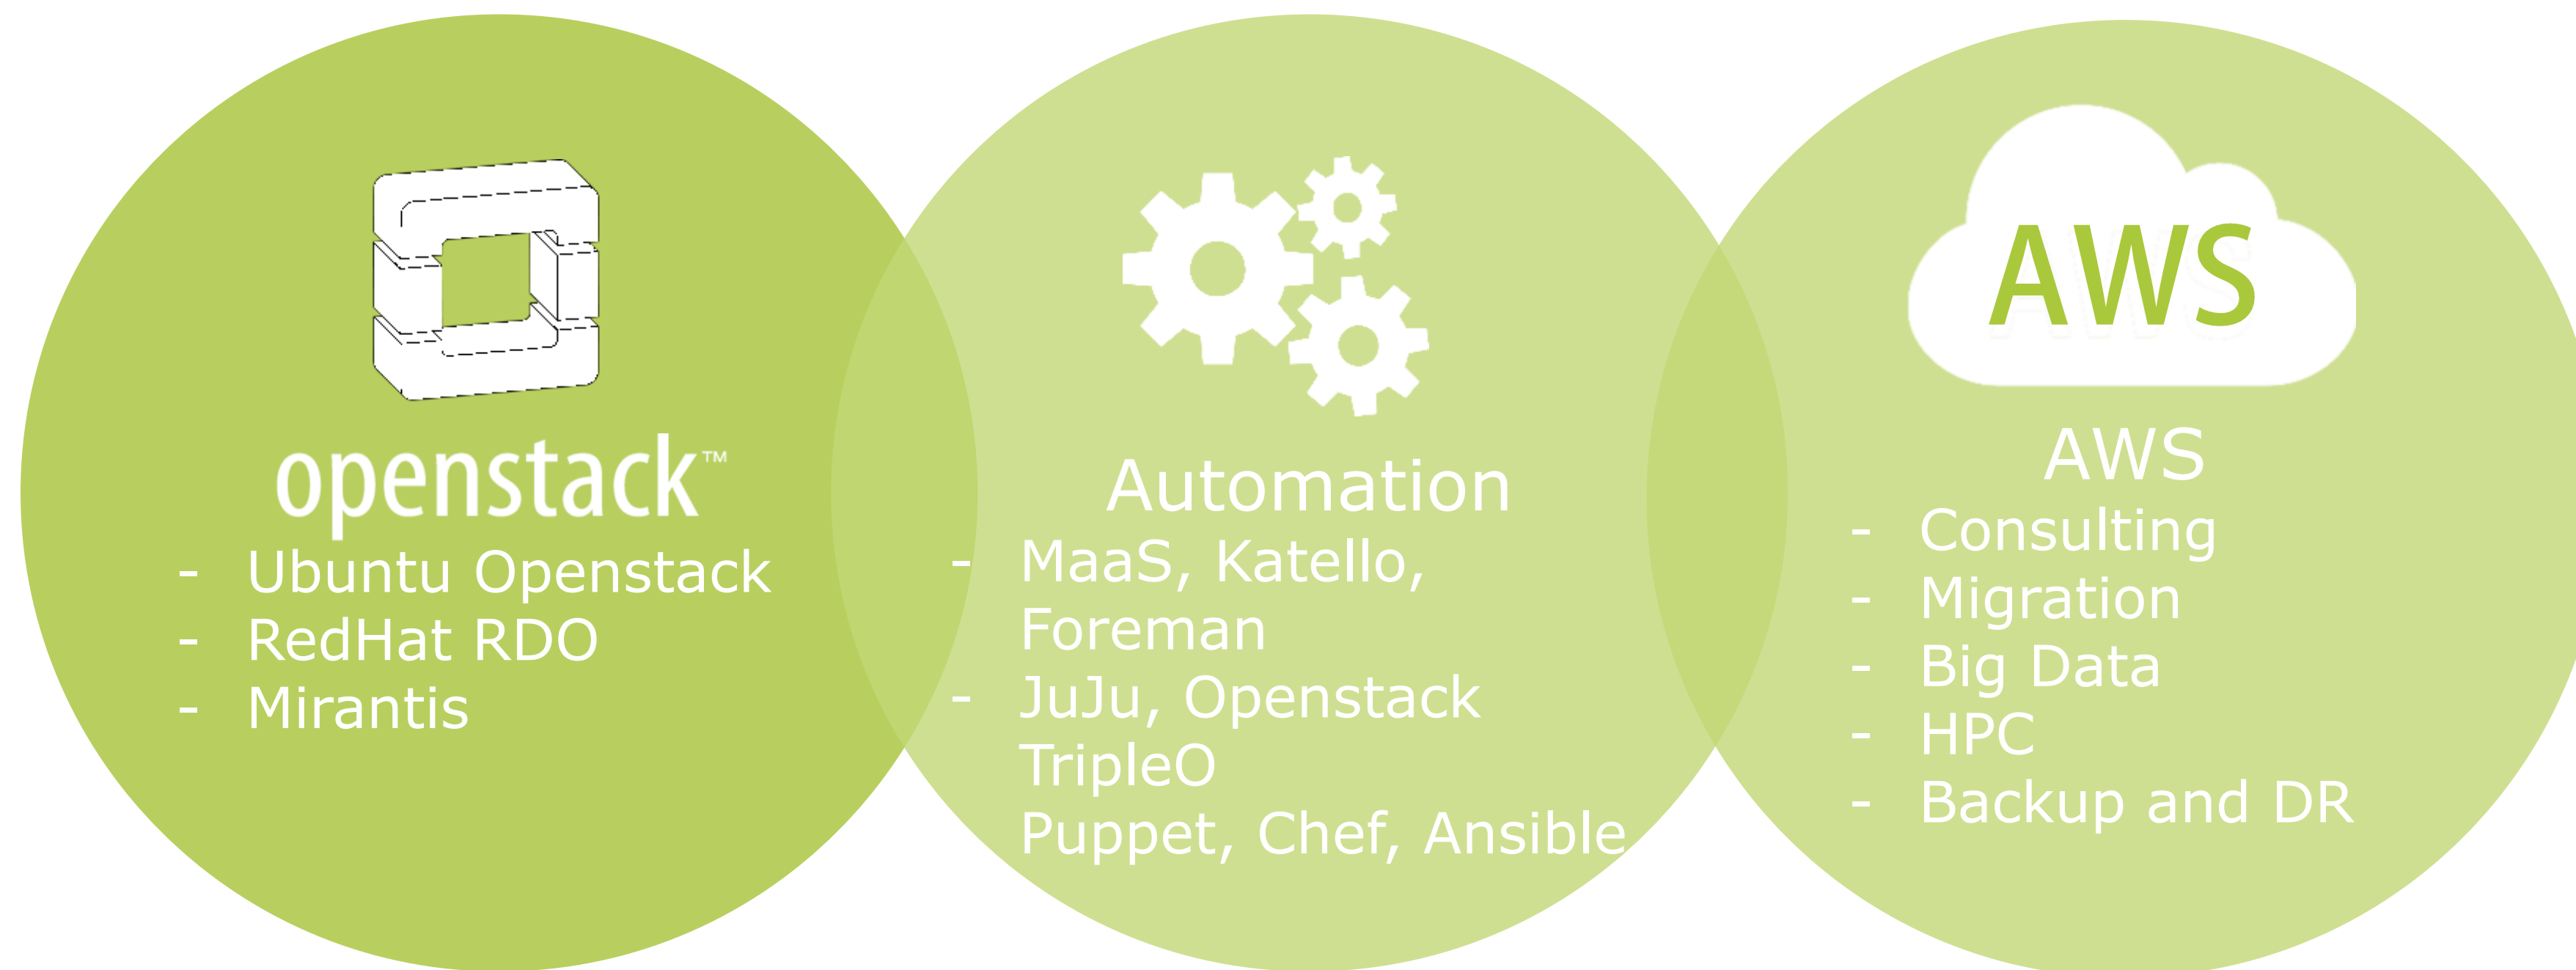 openstack™
- Ubuntu Openstack
- RedHat RDO
- Mirantis
Automation
- MaaS, Katello,
Foreman
- JuJu, Openstack
TripleO
Puppet, Chef, Ansible
AWS
AWS
- Consulting
- Migration
- Big Data
- HPC
- Backup and DR